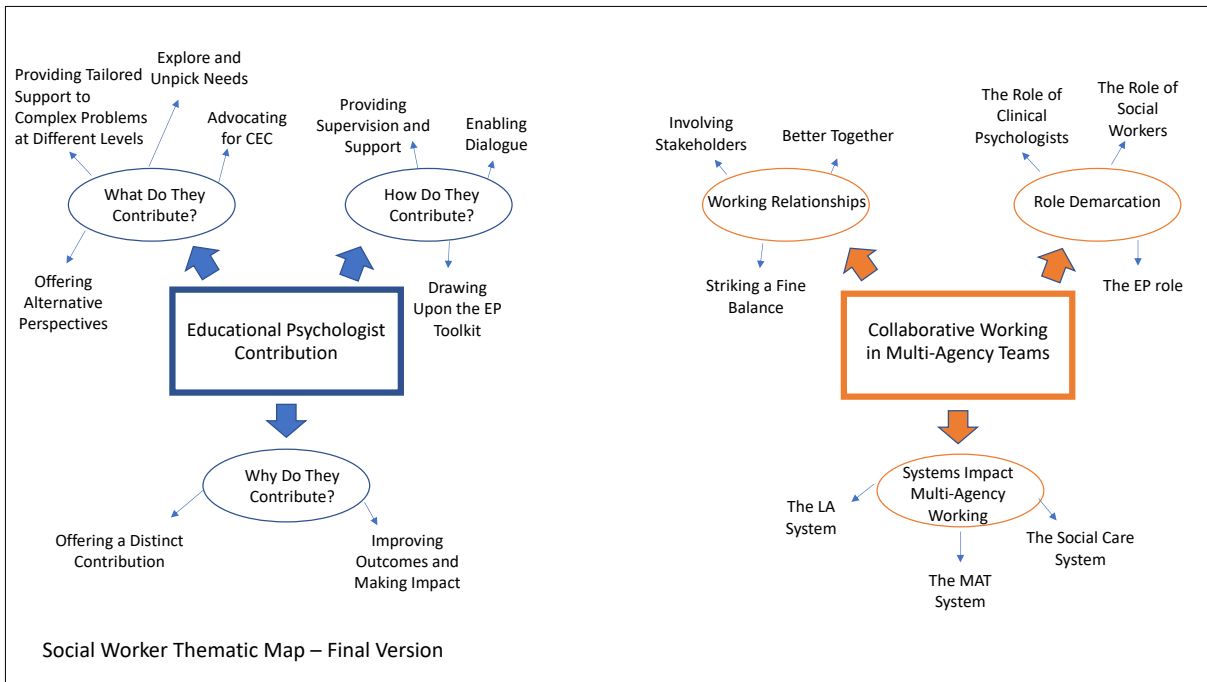 Providing Tailored
Support to
Complex Problems
at Different Levels
Explore and
Unpick Needs
Advocating
for CEC
What Do They
Contribute?
Offering
Alternative
Perspectives
Providing
Supervision and
Support
Enabling
Dialogue
How Do They
Contribute?
Drawing
Upon the EP
Toolkit
Educational Psychologist
Contribution
Why Do They
Contribute?
Offering a Distinct
Contribution
Improving
Outcomes and
Making Impact
Involving
Stakeholders
Better Together
Working Relationships
Striking a Fine
Balance
The Role of
Clinical
Psychologists
The Role of
Social
Workers
Role Demarcation
The EP role
Collaborative Working
in Multi-Agency Teams
Systems Impact
Multi-Agency
Working
The LA
System
The MAT
System
The Social Care
System
Social Worker Thematic Map – Final Version